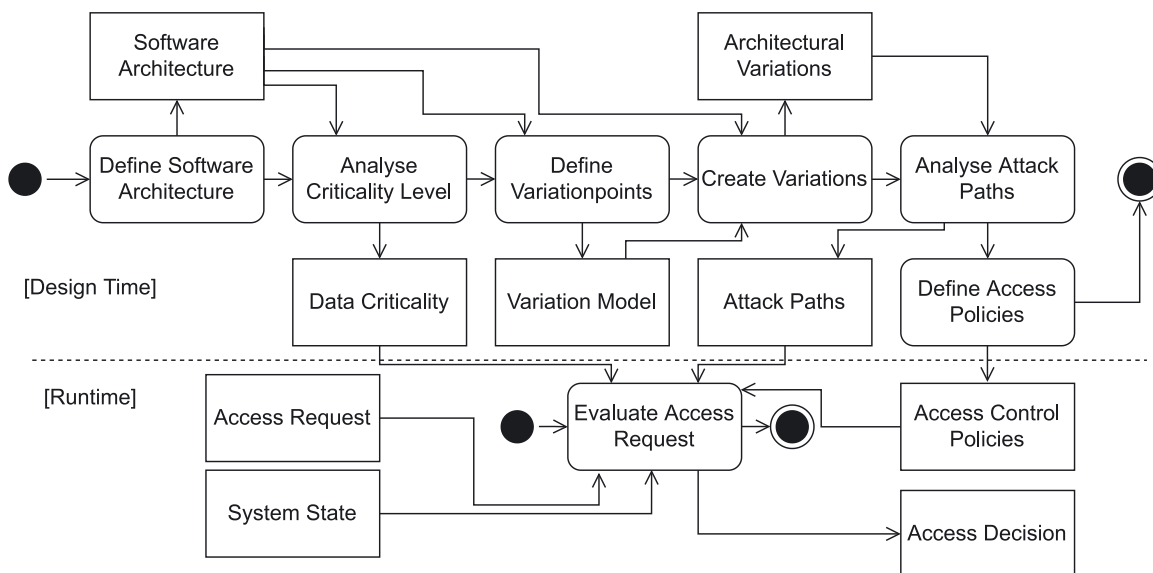 Software
Architecture
Architectural
Variations
Define Software
Architecture
Analyse
Criticality Level
Define
Variationpoints
Create Variations
Analyse Attack
Paths
[Design Time]
Data Criticality
Variation Model
Attack Paths
Define Access
Policies
[Runtime]
Access Request
Evaluate Access
Request
Access Control
Policies
System State
Access Decision